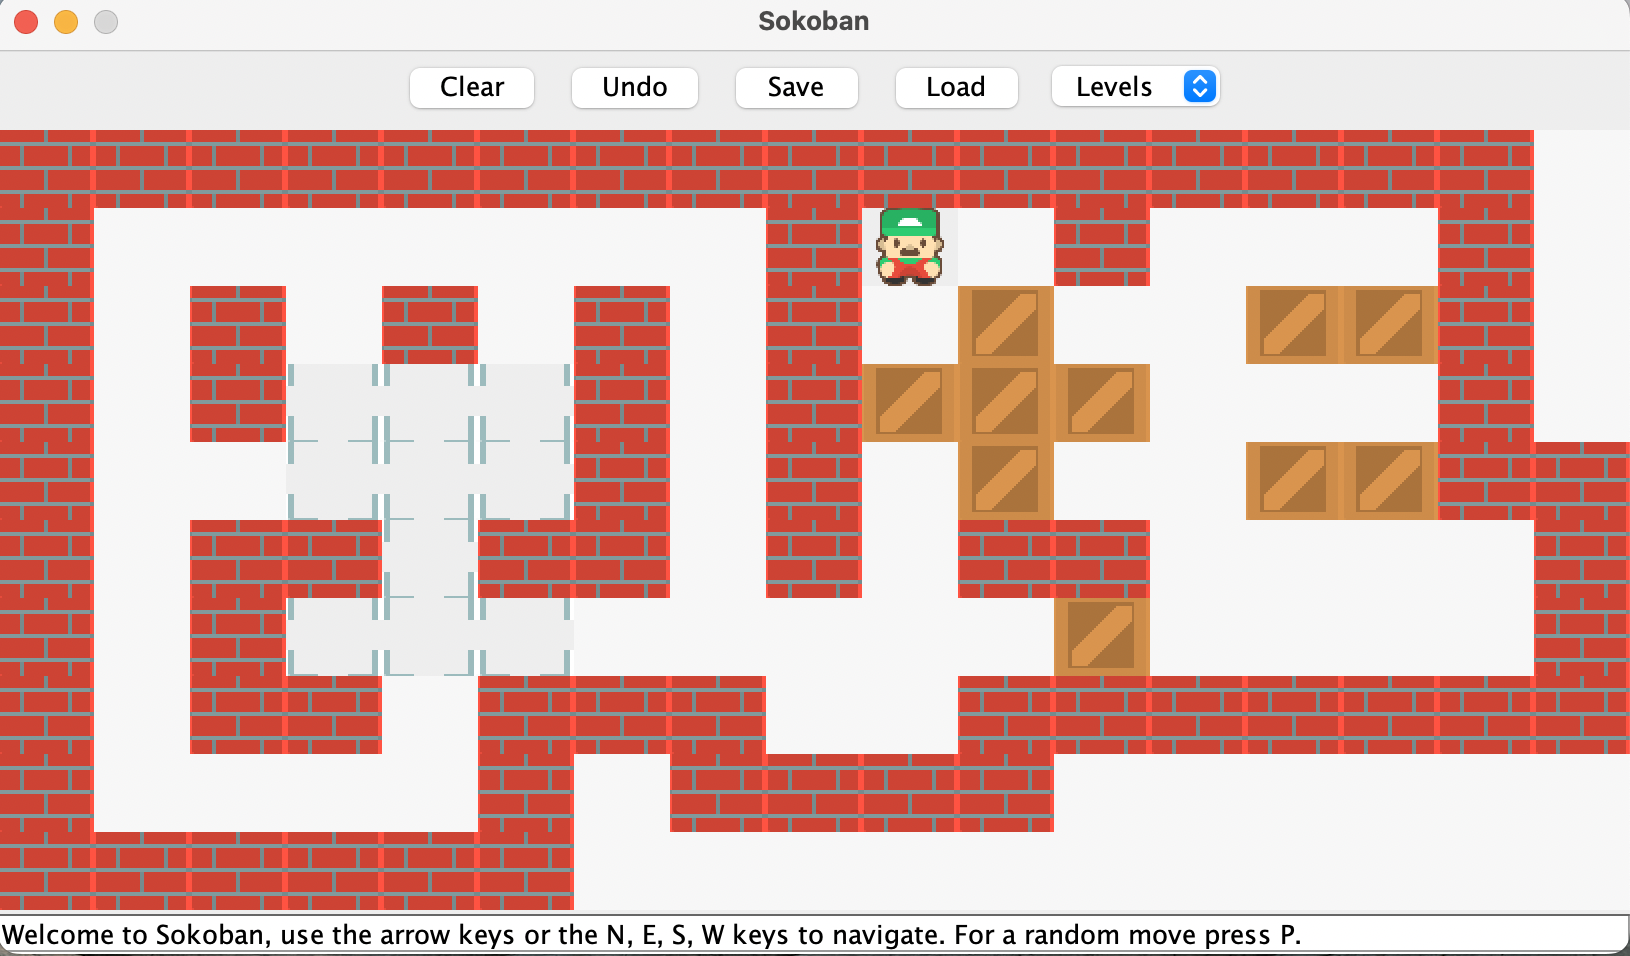 Sokoban
Clear Undo Save Load Levels
Welcome to Sokoban, use the arrow keys or the N, E, S, W keys to navigate. For a random move press P.